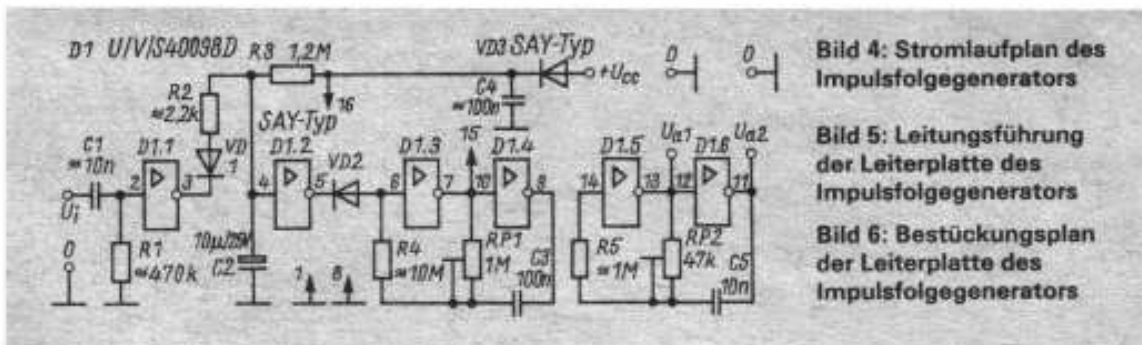 D1 U/V/S40098D
R3 1,2M
VD3 SAY-Typ
+Ucc
0
0
R2
≈2,2k
16
C4
≈100n
SAY-Typ
C1
≈10n
D1.1
VD
1
D1.2
VD2
D1.3
15
D1.4
D1.5
Ua1
D1.6
Ua2
2
3
4
5
6
7
10
9
14
13
12
11
Ui
0
R1
≈470k
10µ/25V
C2
1
8
R4
≈10M
RP1
1M
C3
100n
R5
≈1M
RP2
47k
C5
10n
Bild 4: Stromlaufplan des
Impulsfolgegenerators
Bild 5: Leitungsführung
der Leiterplatte des
Impulsfolgegenerators
Bild 6: Bestückungsplan
der Leiterplatte des
Impulsfolgegenerators